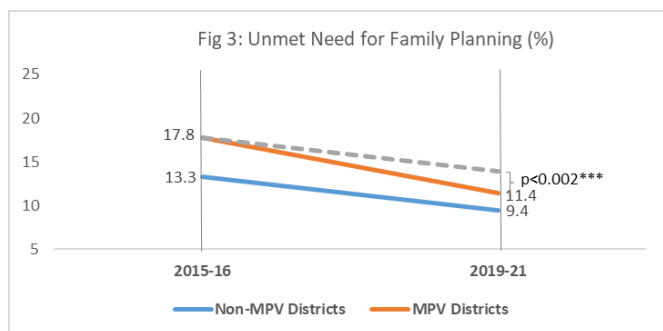 Fig 3: Unmet Need for Family Planning (%)
25
20
15
10
5
17.8
13.3
p<0.002***
11.4
9.4
2015-16
2019-21
Non-MPV Districts
MPV Districts